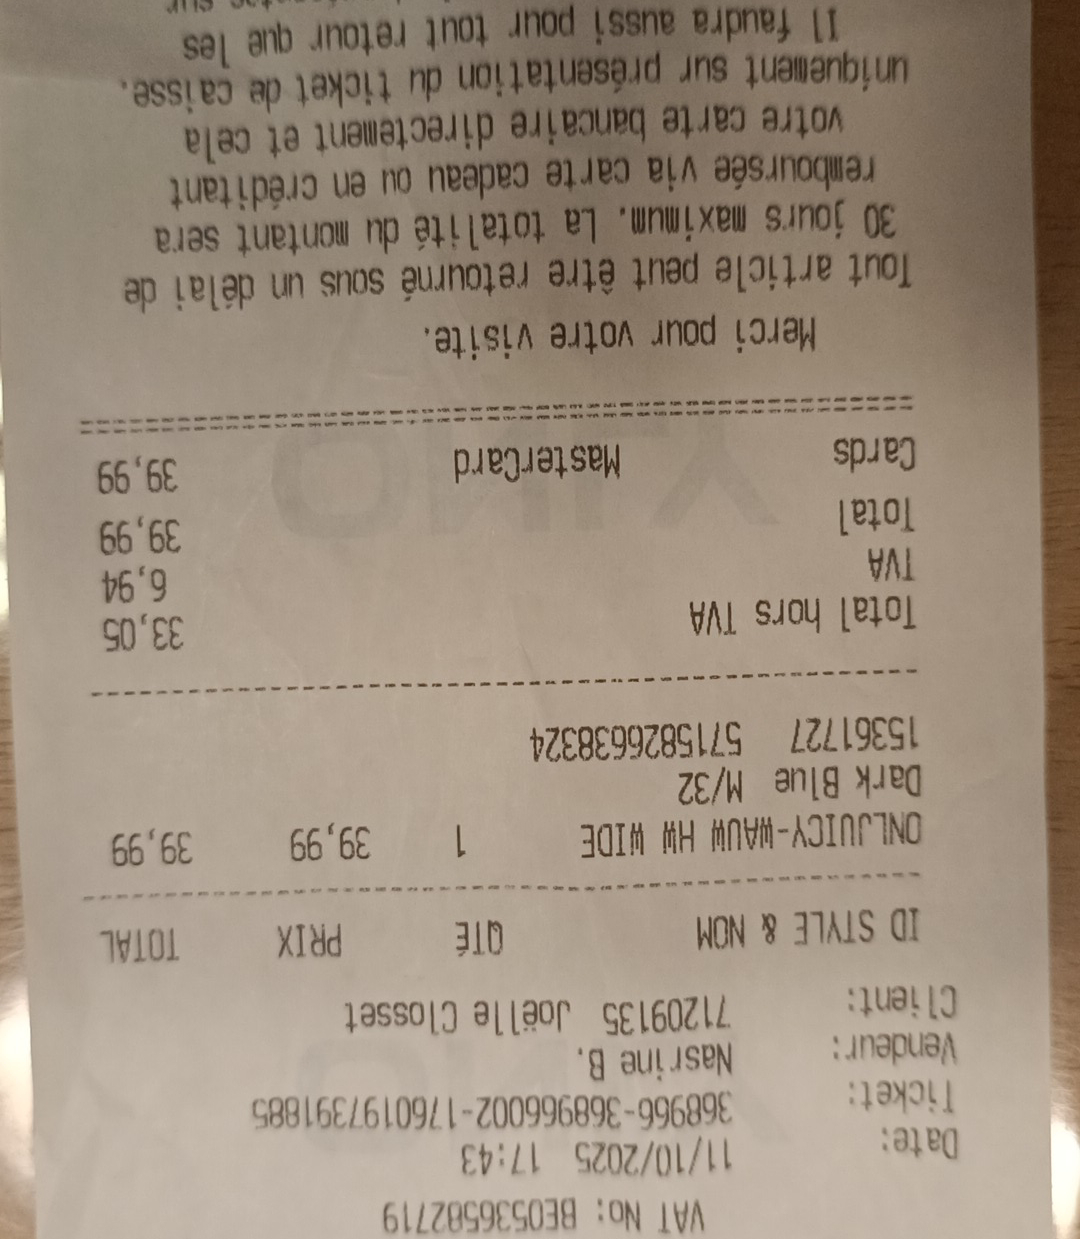 VAT No: BE0536582719
Date: 11/10/2025 17:43
Ticket: 368966-368966002-1760197391885
Vendeur: Nasrine B.
Client: 71209135 Joëlle Closset
ID STYLE & NOM QTÉ PRIX TOTAL
ONLJUICY-WAUW HW WIDE 1 39,99 39,99
Dark Blue M/32
15361727 5715826638324
Total hors TVA 33,05
TVA 6,94
Total 39,99
Cards MasterCard 39,99
Merci pour votre visite.
Tout article peut être retourné sous un délai de
30 jours maximum. La totalité du montant sera
remboursée via carte cadeau ou en créditant
votre carte bancaire directement et cela
uniquement sur présentation du ticket de caisse.
Il faudra aussi pour tout retour que les